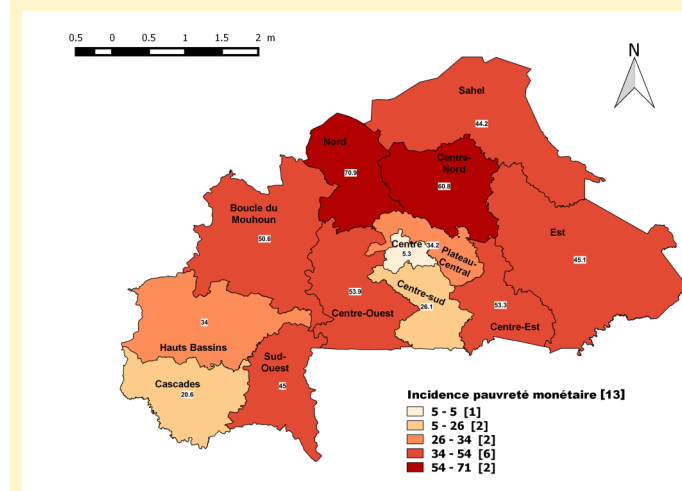 0.5 0 0.5 1 1.5 2 m
N
Sahel
44.2
Nord
70.9
Centre-
Nord
60.8
Boucle du
Mouhoun
50.6
Est
45.1
Centre
5.3
34.2
Plateau-
Central
Centre-sud
26.1
53.9
Centre-Ouest
53.3
Centre-Est
34
Hauts Bassins
Sud-
Ouest
45
Cascades
20.6
Incidence pauvreté monétaire [13]
5 - 5 [1]
5 - 26 [2]
26 - 34 [2]
34 - 54 [6]
54 - 71 [2]